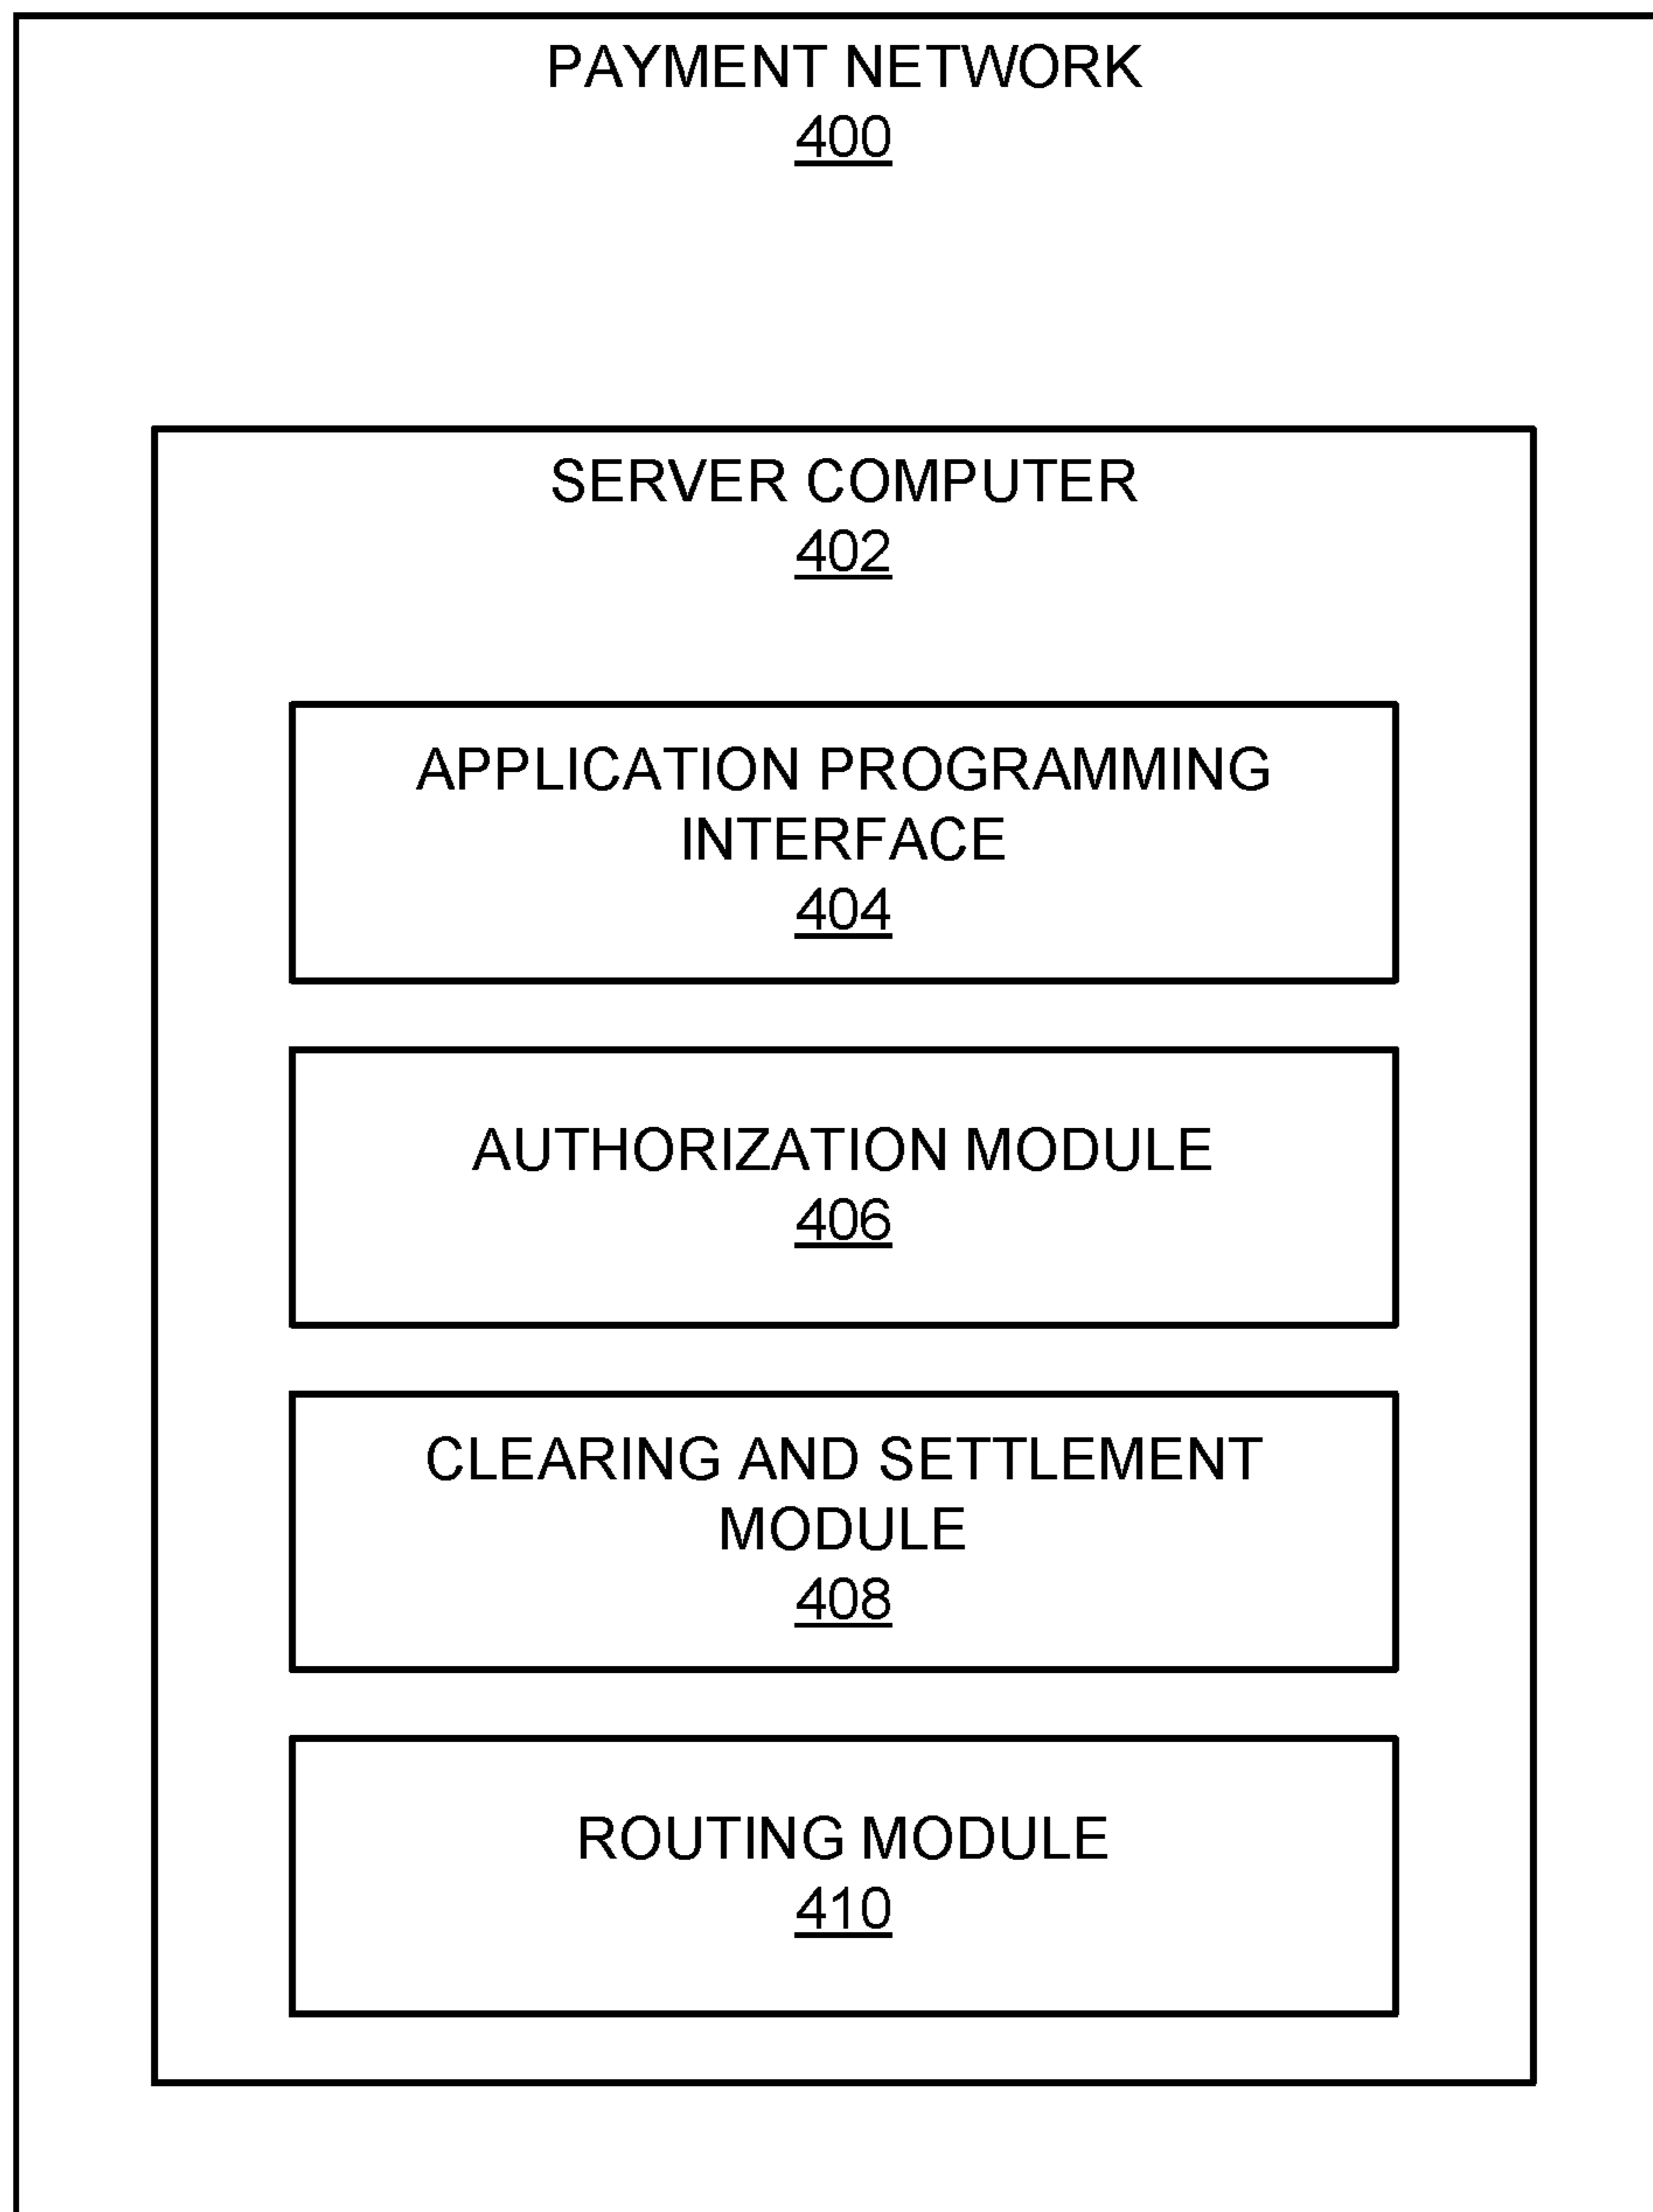 PAYMENT NETWORK
400
SERVER COMPUTER
402
APPLICATION PROGRAMMING
INTERFACE
404
AUTHORIZATION MODULE
406
CLEARING AND SETTLEMENT
MODULE
408
ROUTING MODULE
410